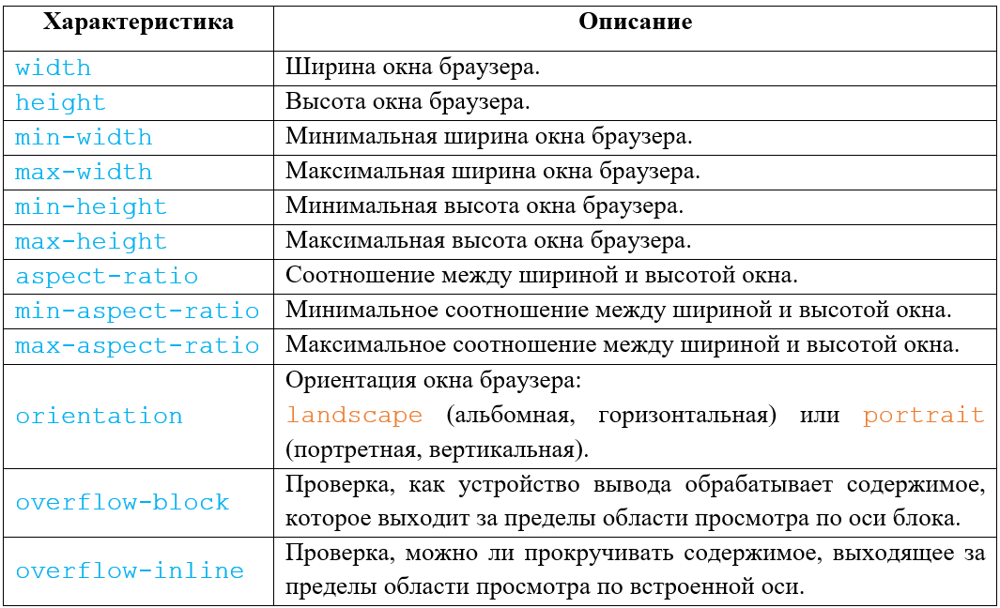 Характеристика Описание
width Ширина окна браузера.
height Высота окна браузера.
min-width Минимальная ширина окна браузера.
max-width Максимальная ширина окна браузера.
min-height Минимальная высота окна браузера.
max-height Максимальная высота окна браузера.
aspect-ratio Соотношение между шириной и высотой окна.
min-aspect-ratio Минимальное соотношение между шириной и высотой окна.
max-aspect-ratio Максимальное соотношение между шириной и высотой окна.
orientation
Ориентация окна браузера:
landscape (альбомная, горизонтальная) или portrait
(портретная, вертикальная).
overflow-block
Проверка, как устройство вывода обрабатывает содержимое,
которое выходит за пределы области просмотра по оси блока.
overflow-inline
Проверка, можно ли прокручивать содержимое, выходящее за
пределы области просмотра по встроенной оси.